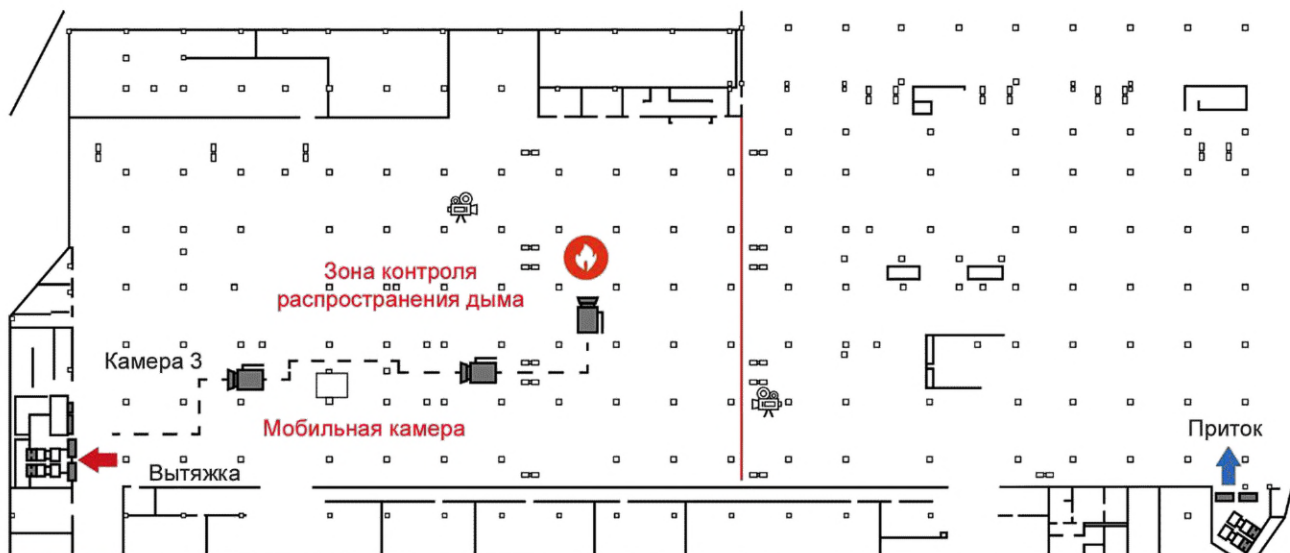 Зона контроля
распространения дыма
Камера 3
Мобильная камера
Вытяжка
Приток